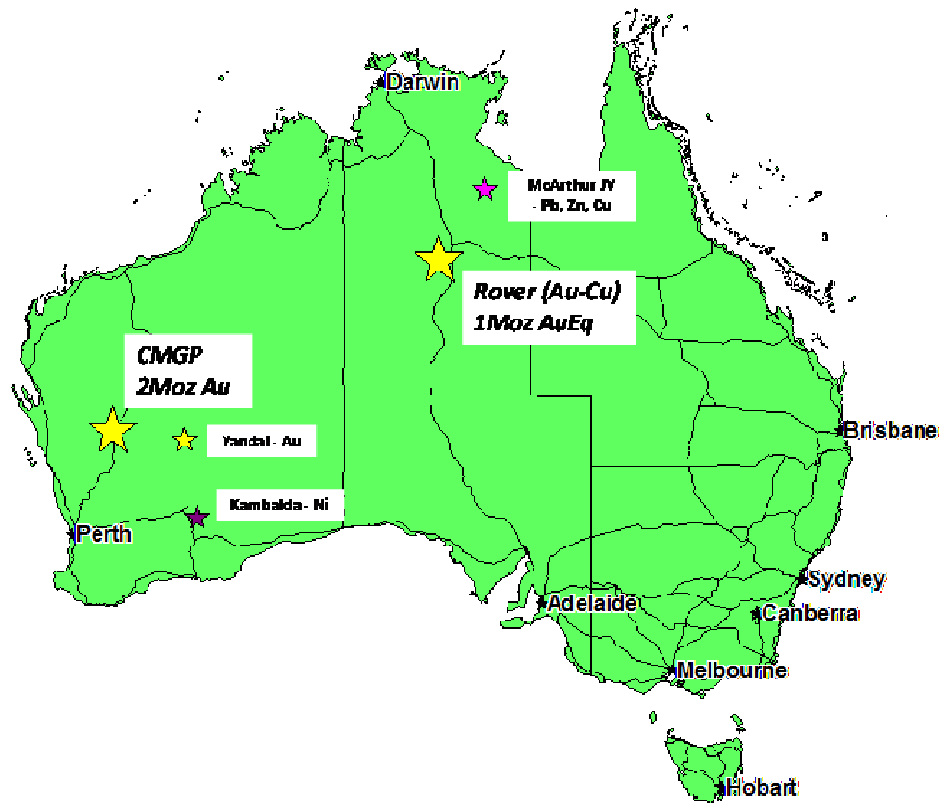 Darwin
McArthur JV
- Pb, Zn, Cu
Rover (Au-Cu)
1Moz AuEq
CMGP
2Moz Au
Yandal - Au
Brisbane
Kambalda - Ni
Perth
Sydney
Adelaide
Canberra
Melbourne
Hobart